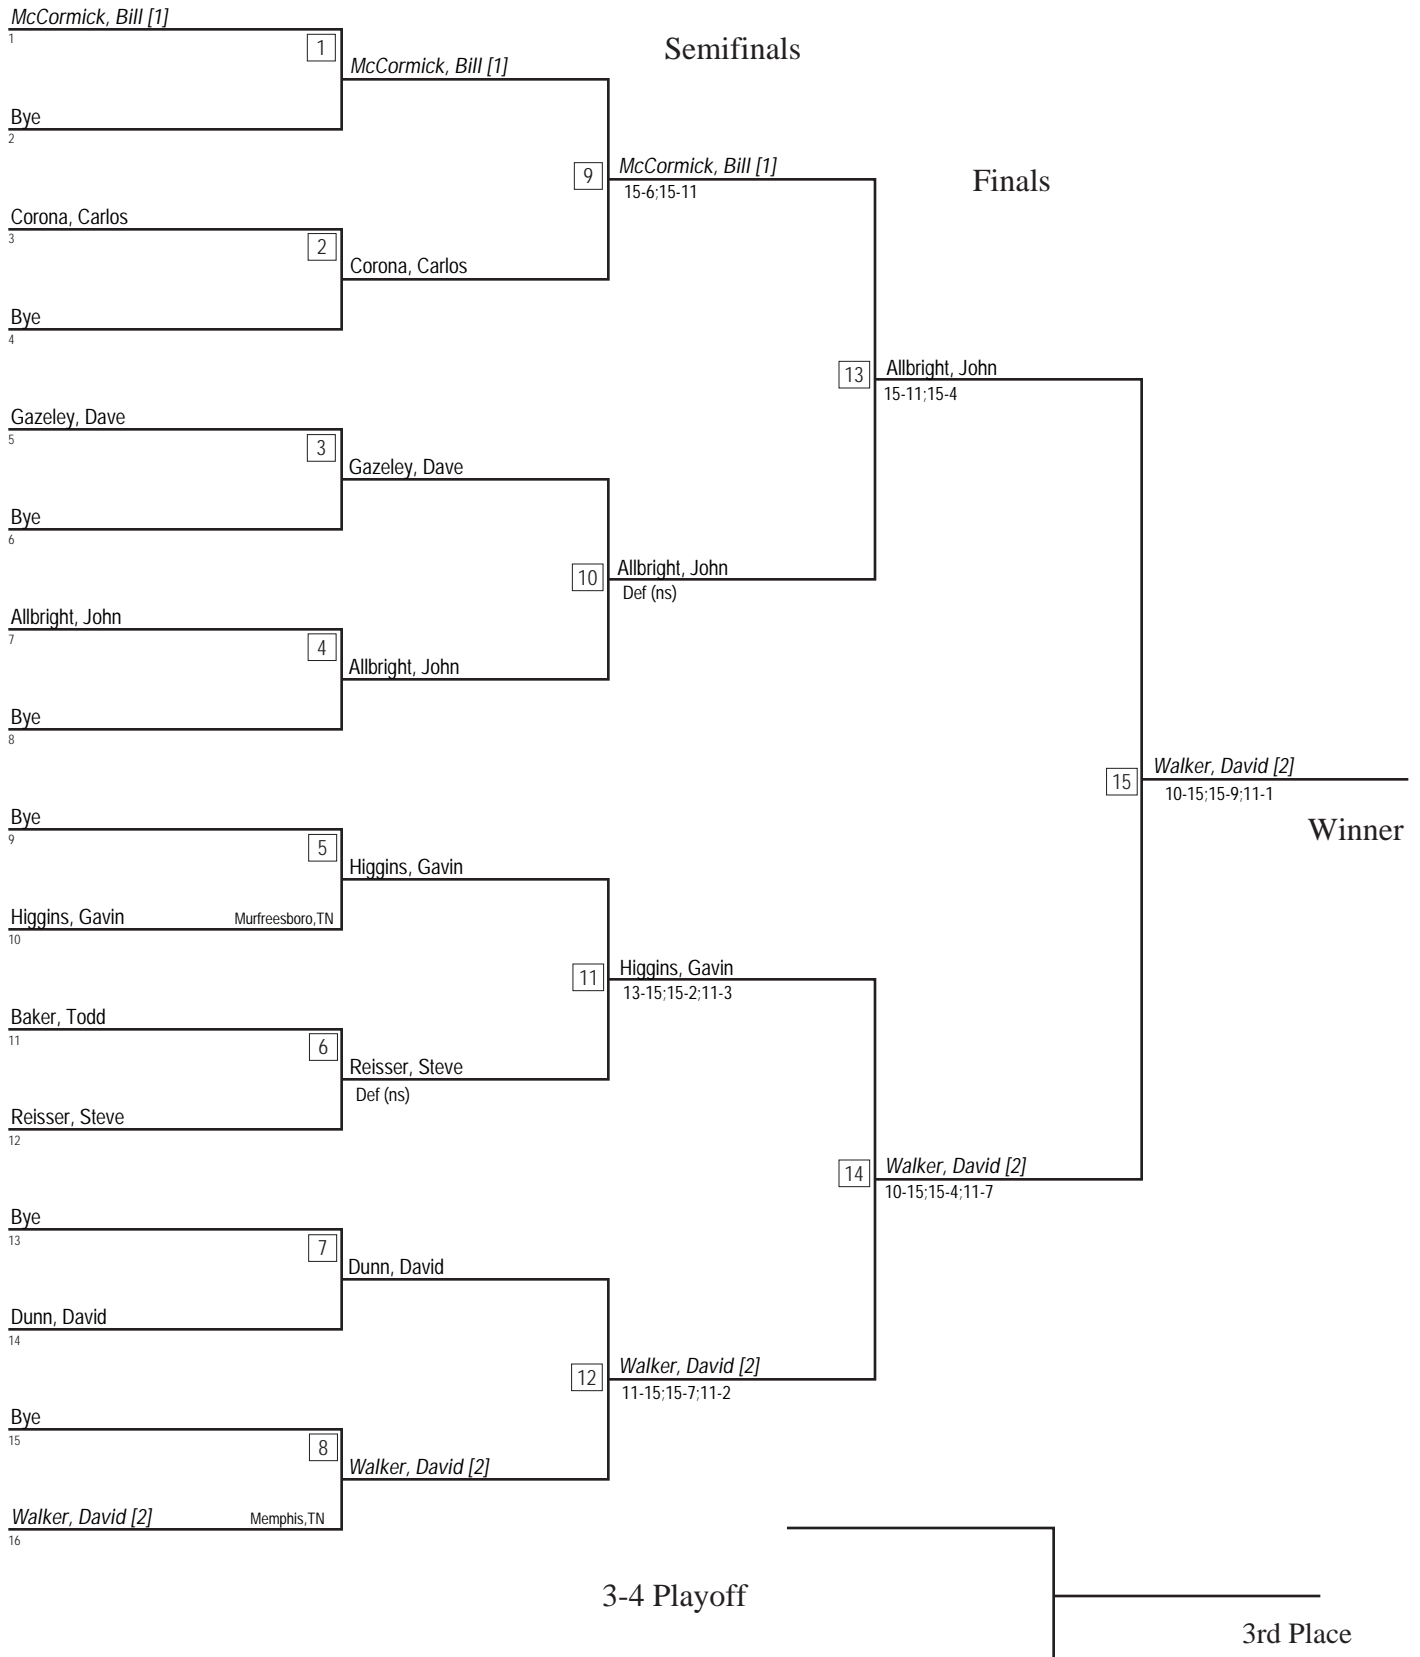 McCormick, Bill [1]
1
1
McCormick, Bill [1]
Semifinals
Bye
2
9
McCormick, Bill [1]
15-6;15-11
Finals
Corona, Carlos
3
2
Corona, Carlos
Bye
4
13
Allbright, John
15-11;15-4
Gazeley, Dave
5
3
Gazeley, Dave
Bye
6
10
Allbright, John
Def (ns)
Allbright, John
7
4
Allbright, John
Bye
8
15
Walker, David [2]
10-15;15-9;11-1
Winner
Bye
9
5
Higgins, Gavin
Higgins, Gavin Murfreesboro,TN
10
11
Higgins, Gavin
13-15;15-2;11-3
Baker, Todd
11
6
Reisser, Steve
Def (ns)
Reisser, Steve
12
14
Walker, David [2]
10-15;15-4;11-7
Bye
13
7
Dunn, David
Dunn, David
14
12
Walker, David [2]
11-15;15-7;11-2
Bye
15
8
Walker, David [2]
Walker, David [2] Memphis,TN
16
3-4 Playoff
3rd Place